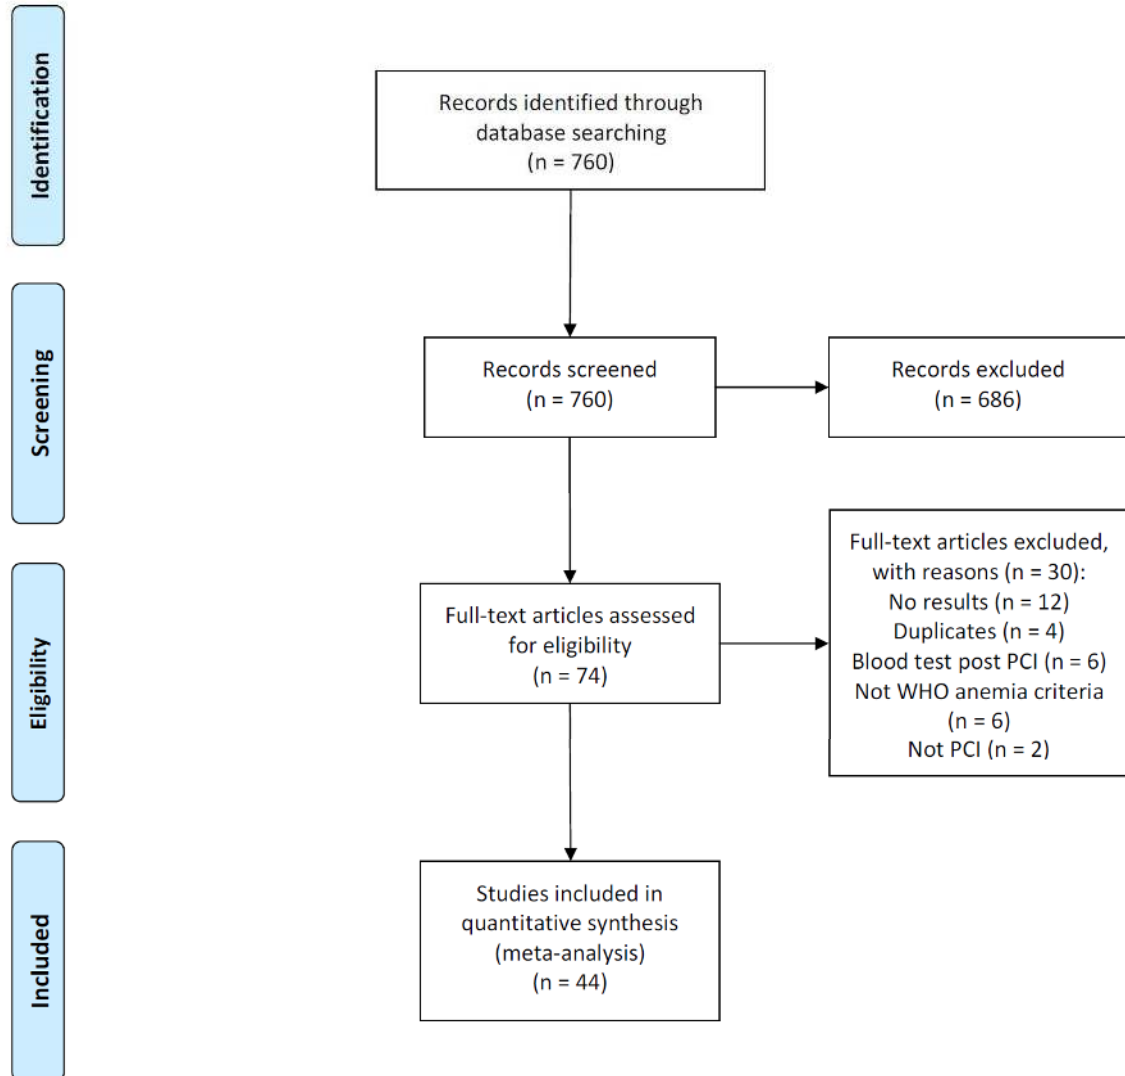 Identification
Records identified through
database searching
(n = 760)
Screening
Records screened
(n = 760)
Records excluded
(n = 686)
Eligibility
Full-text articles assessed
for eligibility
(n = 74)
Full-text articles excluded,
with reasons (n = 30):
No results (n = 12)
Duplicates (n = 4)
Blood test post PCI (n = 6)
Not WHO anemia criteria
(n = 6)
Not PCI (n = 2)
Included
Studies included in
quantitative synthesis
(meta-analysis)
(n = 44)